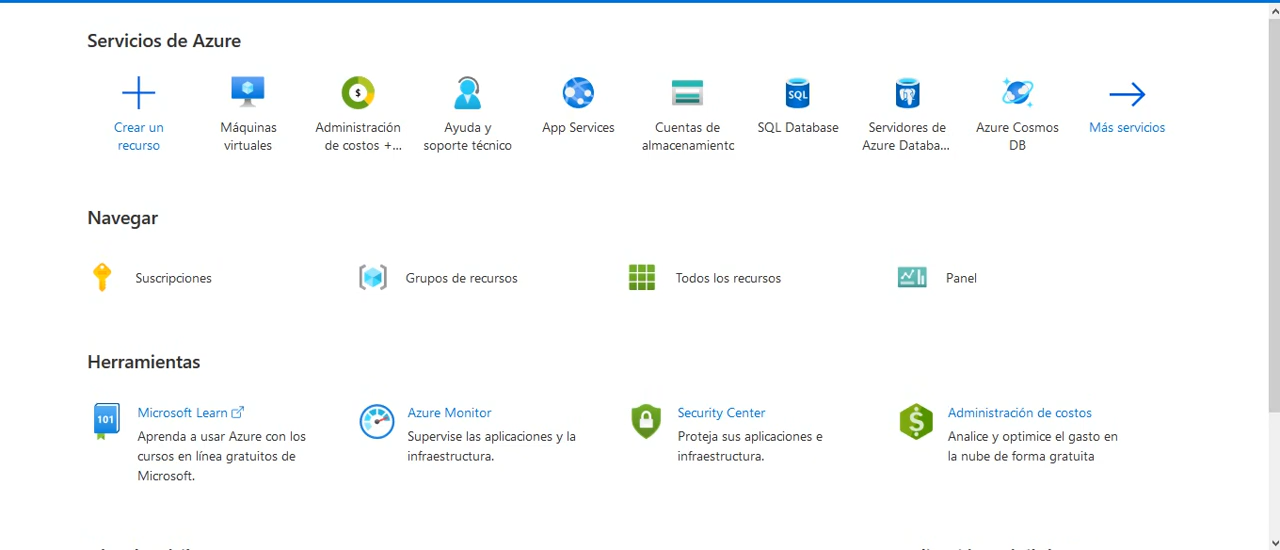 Servicios de Azure
Crear un recurso
Máquinas virtuales
Administración de costos +...
Ayuda y soporte técnico
App Services
Cuentas de almacenamientc
SQL
SQL Database
Servidores de Azure Databa...
Azure Cosmos DB
Más servicios
Navegar
Suscripciones
Grupos de recursos
Todos los recursos
Panel
Herramientas
101
Microsoft Learn
Aprenda a usar Azure con los
cursos en línea gratuitos de
Microsoft.
Azure Monitor
Supervise las aplicaciones y la
infraestructura.
Security Center
Proteja sus aplicaciones e
infraestructura.
Administración de costos
Analice y optimice el gasto en
la nube de forma gratuita